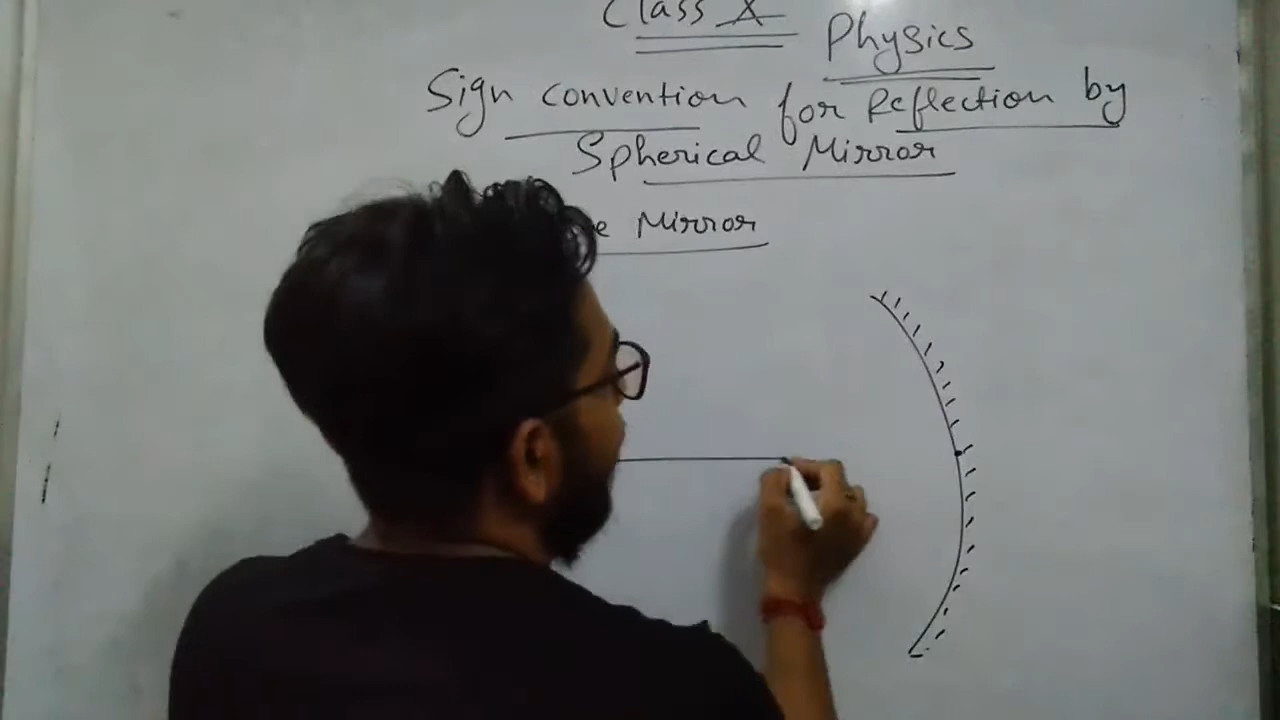 Class X
Physics
Sign convention for Reflection by
Spherical Mirror
Mirror